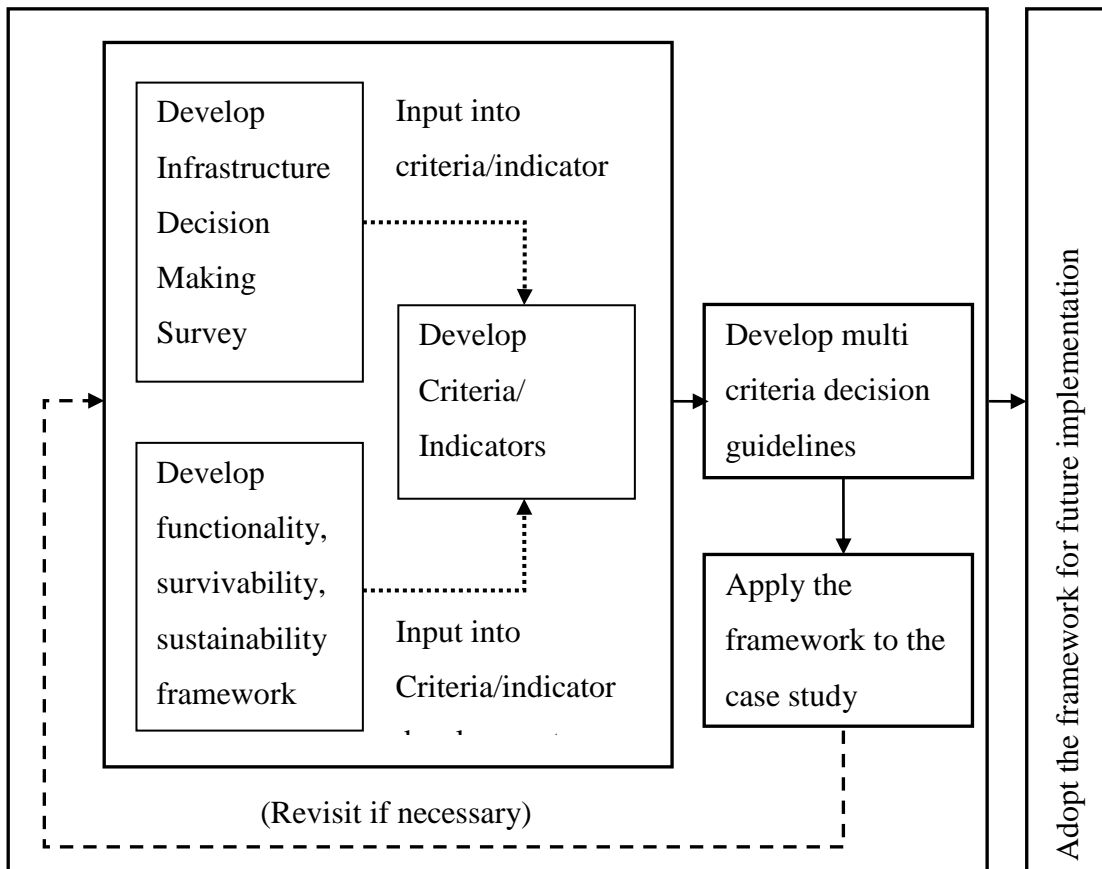 Develop
Infrastructure
Decision
Making
Survey
Input into
criteria/indicator
Develop
Criteria/
Indicators
Develop
functionality,
survivability,
sustainability
framework
Input into
Criteria/indicator
Develop multi
criteria decision
guidelines
Apply the
framework to the
case study
(Revisit if necessary)
Adopt the framework for future implementation